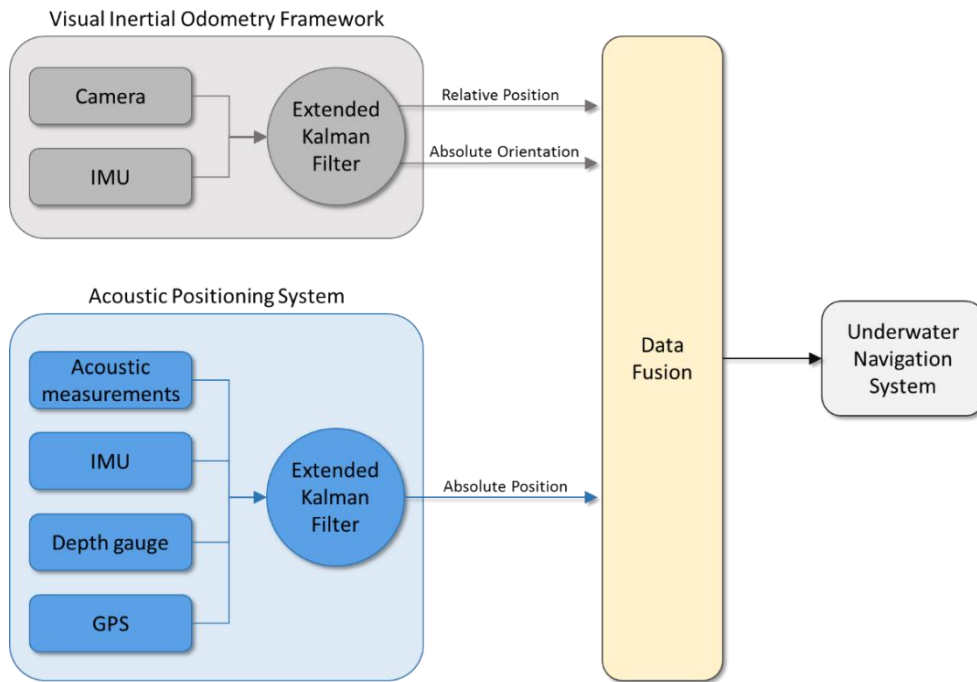 Visual Inertial Odometry Framework
Camera
IMU
Extended
Kalman
Filter
Relative Position
Absolute Orientation
Acoustic Positioning System
Acoustic
measurements
IMU
Depth gauge
GPS
Extended
Kalman
Filter
Absolute Position
Data
Fusion
Underwater
Navigation
System